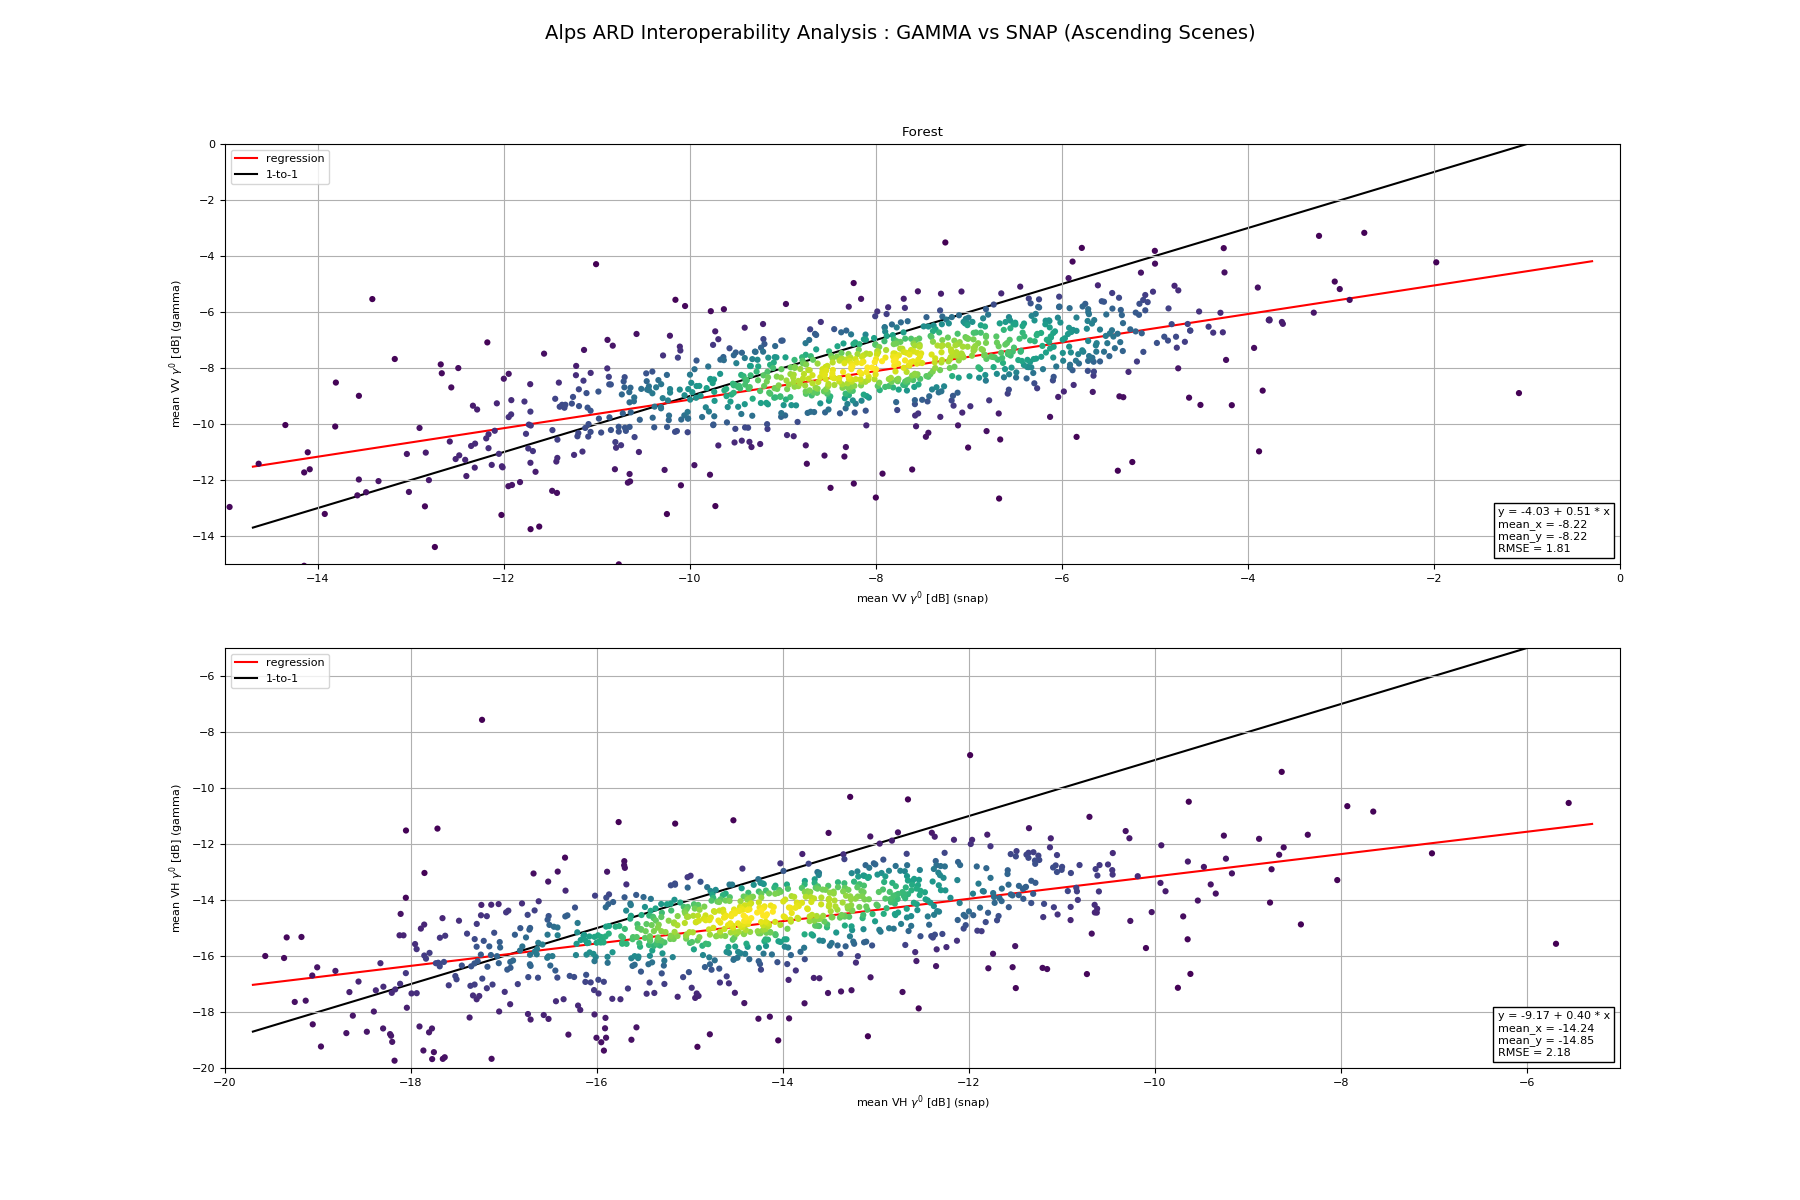 Alps ARD Interoperability Analysis : GAMMA vs SNAP (Ascending Scenes)
Forest
regression
1-to-1
0
−2
−4
−6
−8
−10
−12
−14
mean VV γ⁰ [dB] (gamma)
y = -4.03 + 0.51 * x
mean_x = -8.22
mean_y = -8.22
RMSE = 1.81
−14 −12 −10 −8 −6 −4 −2 0
mean VV γ⁰ [dB] (snap)
regression
1-to-1
−6
−8
−10
−12
−14
−16
−18
−20
mean VH γ⁰ [dB] (gamma)
y = -9.17 + 0.40 * x
mean_x = -14.24
mean_y = -14.85
RMSE = 2.18
−20 −18 −16 −14 −12 −10 −8 −6
mean VH γ⁰ [dB] (snap)